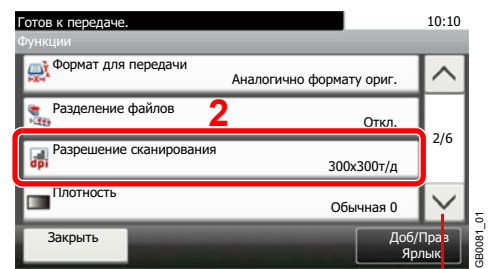 Готов к передаче.
10:10
Функции
Формат для передачи
Аналогично формату ориг.
Разделение файлов
2
Откл.
2/6
dpi
Разрешение сканирования
300x300т/д
Плотность
Обычная 0
Закрыть
Доб/Прав
Ярлык
GB0081_01